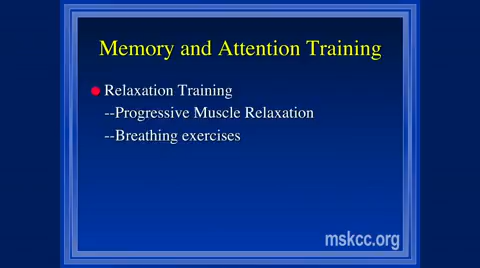 Memory and Attention Training
Relaxation Training
--Progressive Muscle Relaxation
--Breathing exercises
mskcc.org